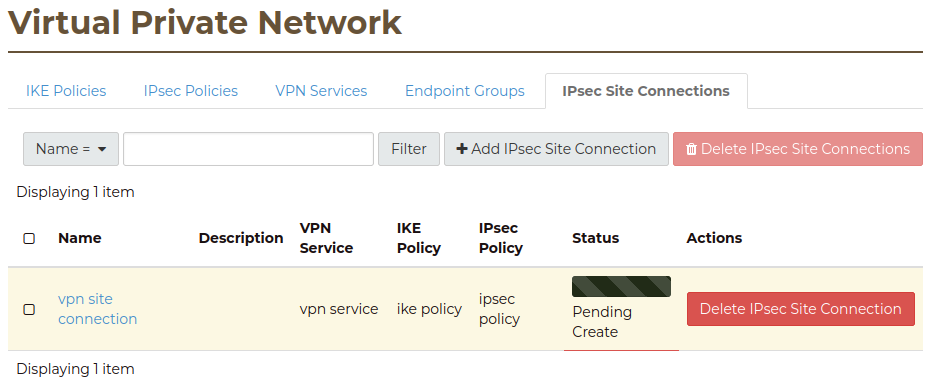 Virtual Private Network
IKE Policies IPsec Policies VPN Services Endpoint Groups IPsec Site Connections
Name = Filter Add IPsec Site Connection Delete IPsec Site Connections
Displaying 1 item
Name Description VPN Service IKE Policy IPsec Policy Status Actions
vpn site connection vpn service ike policy ipsec policy Pending Create Delete IPsec Site Connection
Displaying 1 item